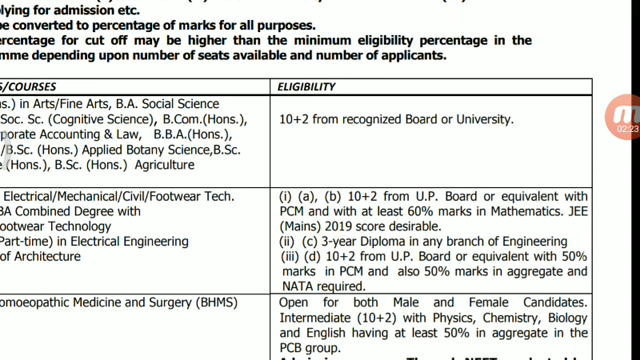 plying for admission etc.
be converted to percentage of marks for all purposes.
ercentage for cut off may be higher than the minimum eligibility percentage in the
mme depending upon number of seats available and number of applicants.
S/COURSES
ELIGIBILITY
ns.) in Arts/Fine Arts, B.A. Social Science
Soc. Sc. (Cognitive Science), B.Com.(Hons.),
rporate Accounting & Law, B.B.A.(Hons.),
/B.Sc. (Hons.) Applied Botany Science,B.Sc.
e (Hons.), B.Sc. (Hons.) Agriculture
10+2 from recognized Board or University.
Electrical/Mechanical/Civil/Footwear Tech.
BA Combined Degree with
ootwear Technology
Part-time) in Electrical Engineering
of Architecture
(i) (a), (b) 10+2 from U.P. Board or equivalent with
PCM and with at least 60% marks in Mathematics. JEE
(Mains) 2019 score desirable.
(ii) (c) 3-year Diploma in any branch of Engineering
(iii) (d) 10+2 from U.P. Board or equivalent with 50%
marks in PCM and also 50% marks in aggregate and
NATA required.
omoeopathic Medicine and Surgery (BHMS)
Open for both Male and Female Candidates.
Intermediate (10+2) with Physics, Chemistry, Biology
and English having at least 50% in aggregate in the
PCB group.
02:23